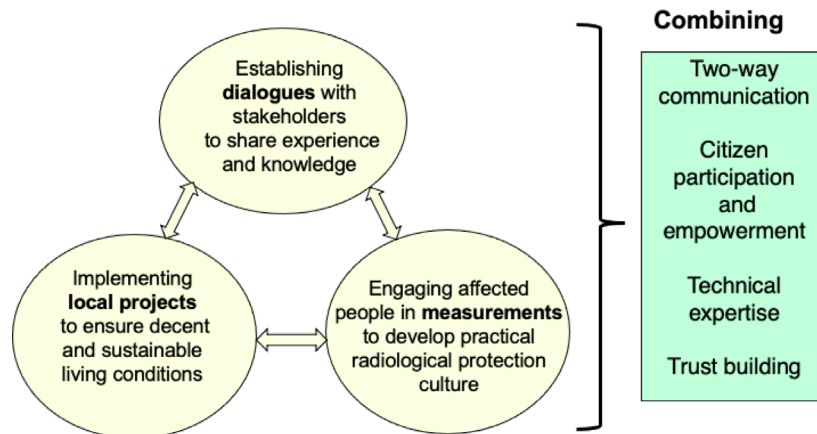 Establishing
dialogues with
stakeholders
to share experience
and knowledge
Implementing
local projects
to ensure decent
and sustainable
living conditions
Engaging affected
people in measurements
to develop practical
radiological protection
culture
Combining
Two-way
communication
Citizen
participation
and
empowerment
Technical
expertise
Trust building